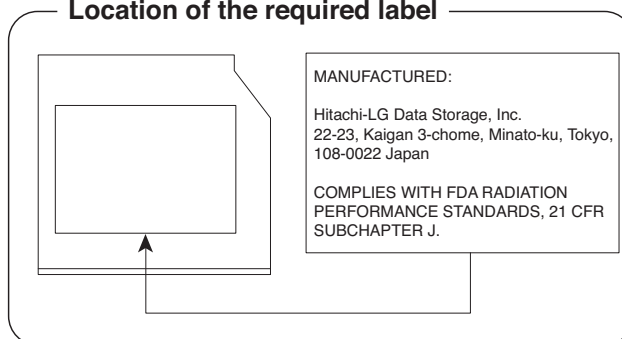 Location of the required label
MANUFACTURED:
Hitachi-LG Data Storage, Inc.
22-23, Kaigan 3-chome, Minato-ku, Tokyo,
108-0022 Japan
COMPLIES WITH FDA RADIATION
PERFORMANCE STANDARDS, 21 CFR
SUBCHAPTER J.